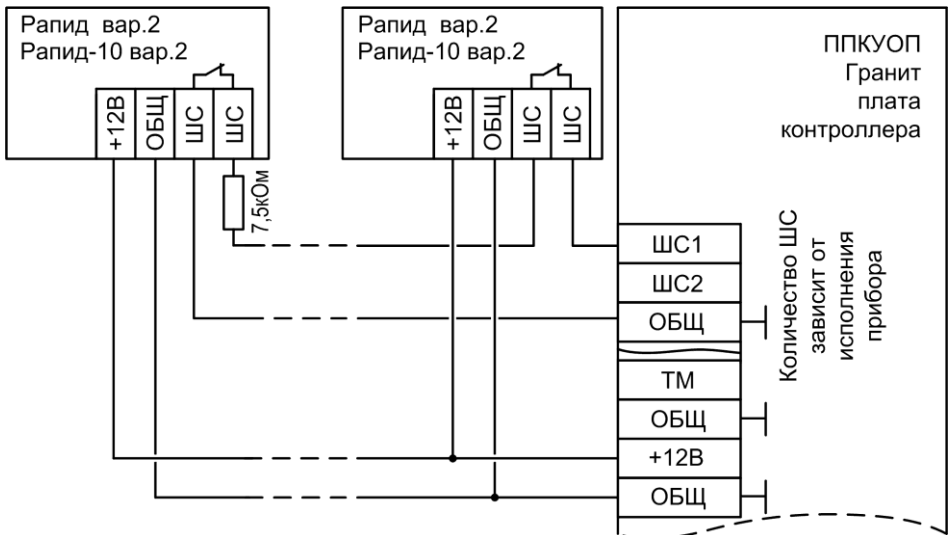 Рапид вар.2
Рапид-10 вар.2
+12В
ОБЩ
ШС
ШС
7,5кОм
Рапид вар.2
Рапид-10 вар.2
+12В
ОБЩ
ШС
ШС
ППКУОП
Гранит
плата
контроллера
ШС1
ШС2
ОБЩ
ТМ
ОБЩ
+12В
ОБЩ
Количество ШС
зависит от
исполнения
прибора